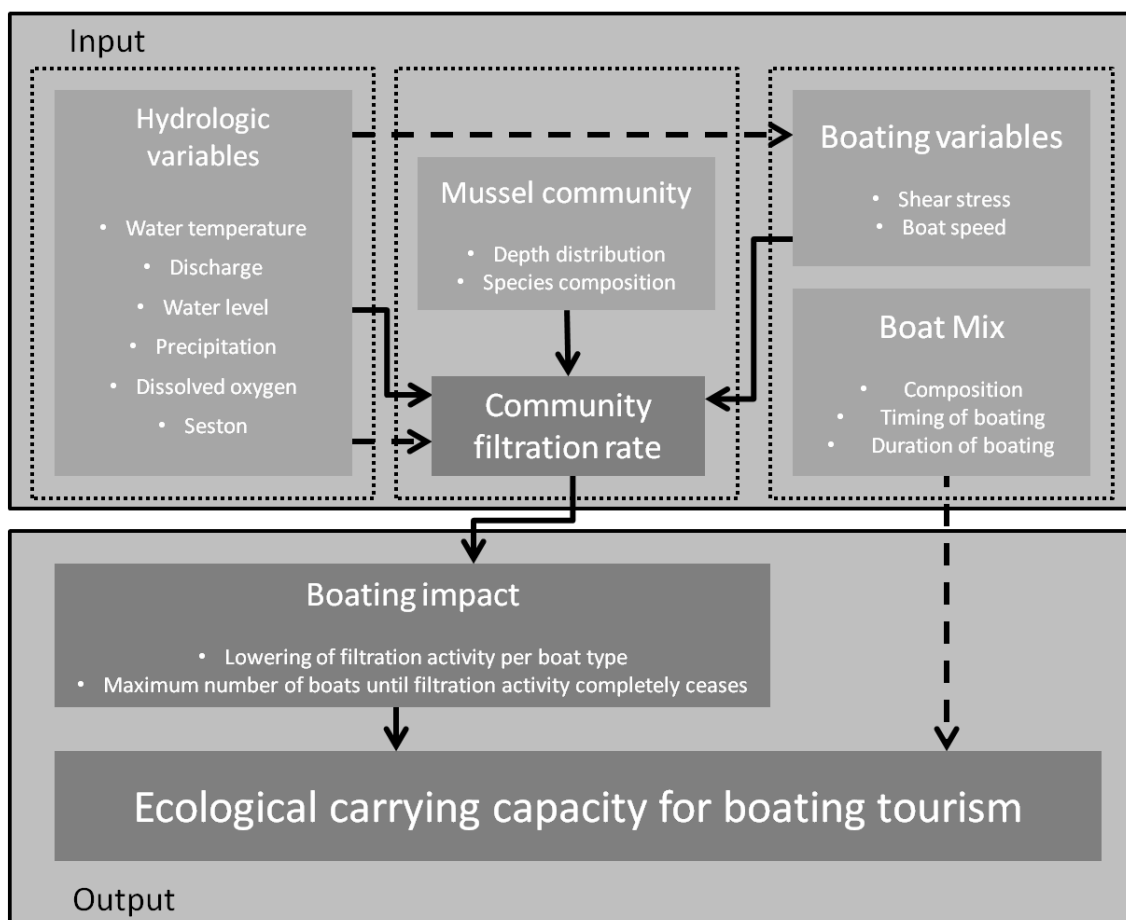 Input
Hydrologic
variables
• Water temperature
• Discharge
• Water level
• Precipitation
• Dissolved oxygen
• Seston
Mussel community
• Depth distribution
• Species composition
Community
filtration rate
Boating variables
• Shear stress
• Boat speed
Boat Mix
• Composition
• Timing of boating
• Duration of boating
Boating impact
• Lowering of filtration activity per boat type
• Maximum number of boats until filtration activity completely ceases
Ecological carrying capacity for boating tourism
Output